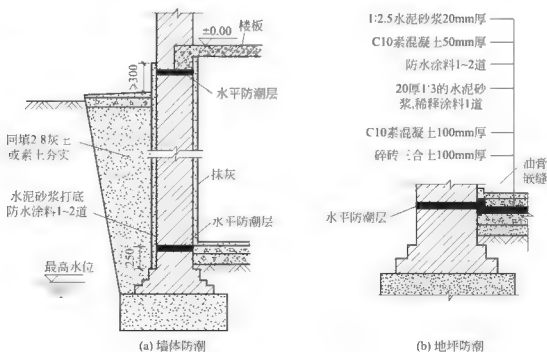 ±0.00
楼板
>300
水平防潮层
回填2:8灰土
或素土夯实
抹灰
水泥砂浆打底
防水涂料1~2道
水平防潮层
250
最高水位
(a) 墙体防潮
1:2.5水泥砂浆20mm厚
C10素混凝土50mm厚
防水涂料1~2道
20厚1:3的水泥砂
浆,稀释涂料1道
C10素混凝土100mm厚
碎砖三合土100mm厚
油膏
嵌缝
水平防潮层
(b) 地坪防潮